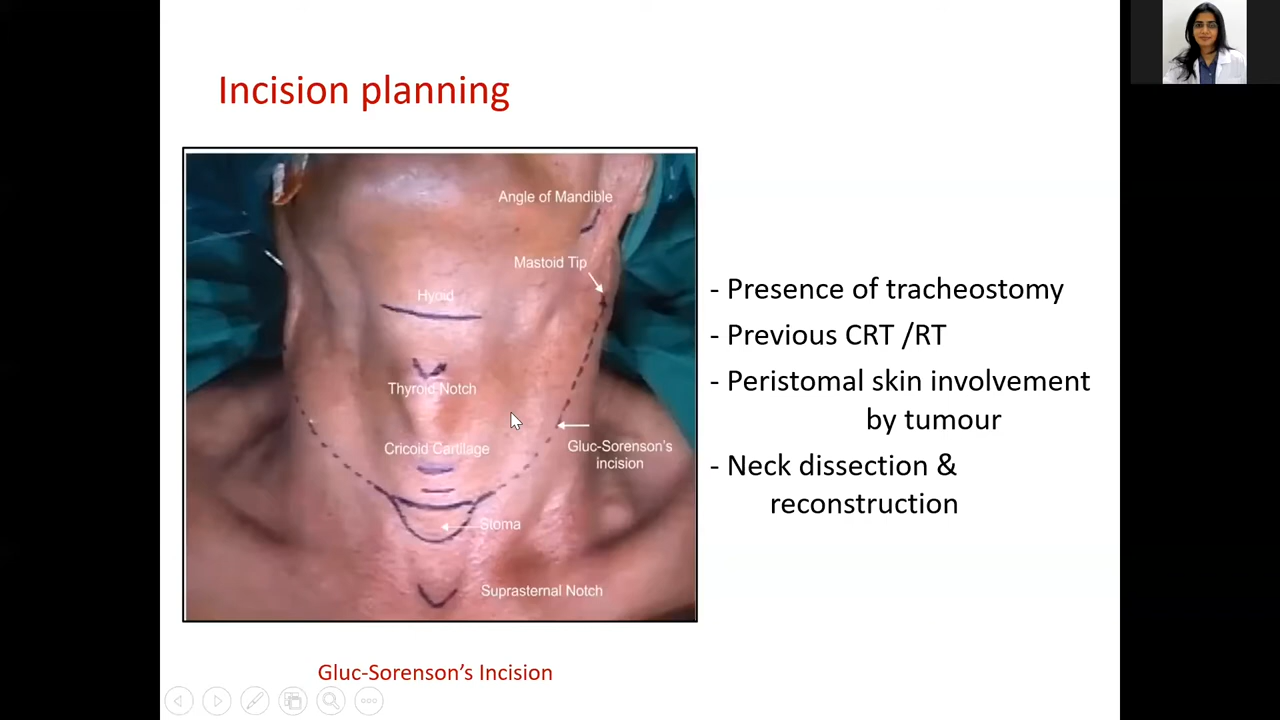 Incision planning
Angle of Mandible
Mastoid Tip
Hyoid
Thyroid Notch
Cricoid Cartilage
Gluc-Sorenson's
incision
Stoma
Suprasternal Notch
- Presence of tracheostomy
- Previous CRT /RT
- Peristomal skin involvement
by tumour
- Neck dissection &
reconstruction
Gluc-Sorenson’s Incision